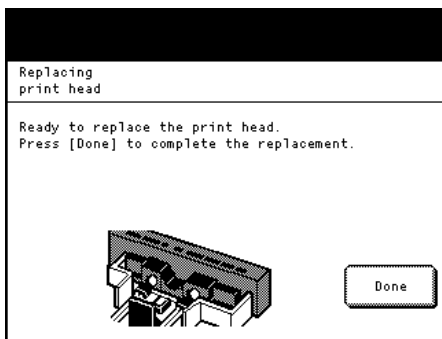 Replacing
print head
Ready to replace the print head.
Press [Done] to complete the replacement.
Done